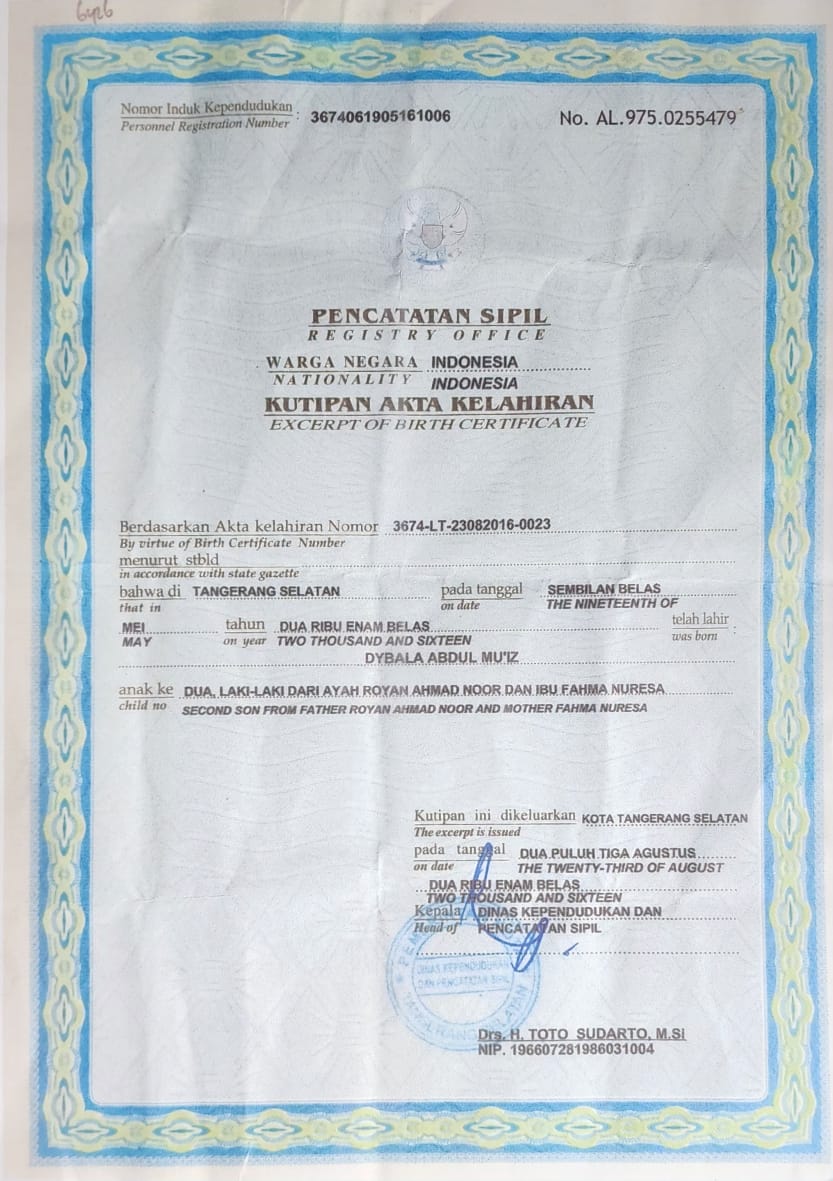 6426
Nomor Induk Kependudukan : 3674061905161006 No. AL.975.0255479
Personnel Registration Number
PENCATATAN SIPIL
REGISTRY OFFICE
WARGA NEGARA INDONESIA
NATIONALITY INDONESIA
KUTIPAN AKTA KELAHIRAN
EXCERPT OF BIRTH CERTIFICATE
Berdasarkan Akta kelahiran Nomor 3674-LT-23082016-0023
By virtue of Birth Certificate Number
menurut stbld
in accordance with state gazette
bahwa di TANGERANG SELATAN pada tanggal SEMBILAN BELAS
that in on date THE NINETEENTH OF
MEI tahun DUA RIBU ENAM BELAS telah lahir :
MAY on year TWO THOUSAND AND SIXTEEN was born
DYBALA ABDUL MU'IZ
anak ke DUA, LAKI-LAKI DARI AYAH ROYAN AHMAD NOOR DAN IBU FAHMA NURESA
child no SECOND SON FROM FATHER ROYAN AHMAD NOOR AND MOTHER FAHMA NURESA
Kutipan ini dikeluarkan KOTA TANGERANG SELATAN
The excerpt is issued
pada tanggal DUA PULUH TIGA AGUSTUS
on date THE TWENTY-THIRD OF AUGUST
DUA RIBU ENAM BELAS
TWO THOUSAND AND SIXTEEN
Kepala DINAS KEPENDUDUKAN DAN
Head of PENCATATAN SIPIL
DINAS KEPENDUDUKAN
DAN PENCATATAN SIPIL
TANGERANG SELATAN
Drs. H. TOTO SUDARTO, M.Si
NIP. 196607281986031004